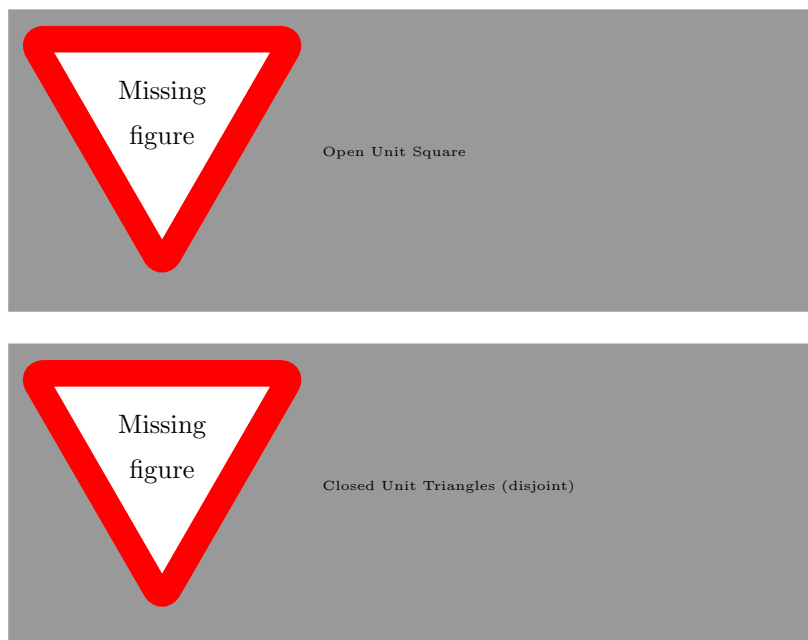 Missing
figure
Open Unit Square
Missing
figure
Closed Unit Triangles (disjoint)